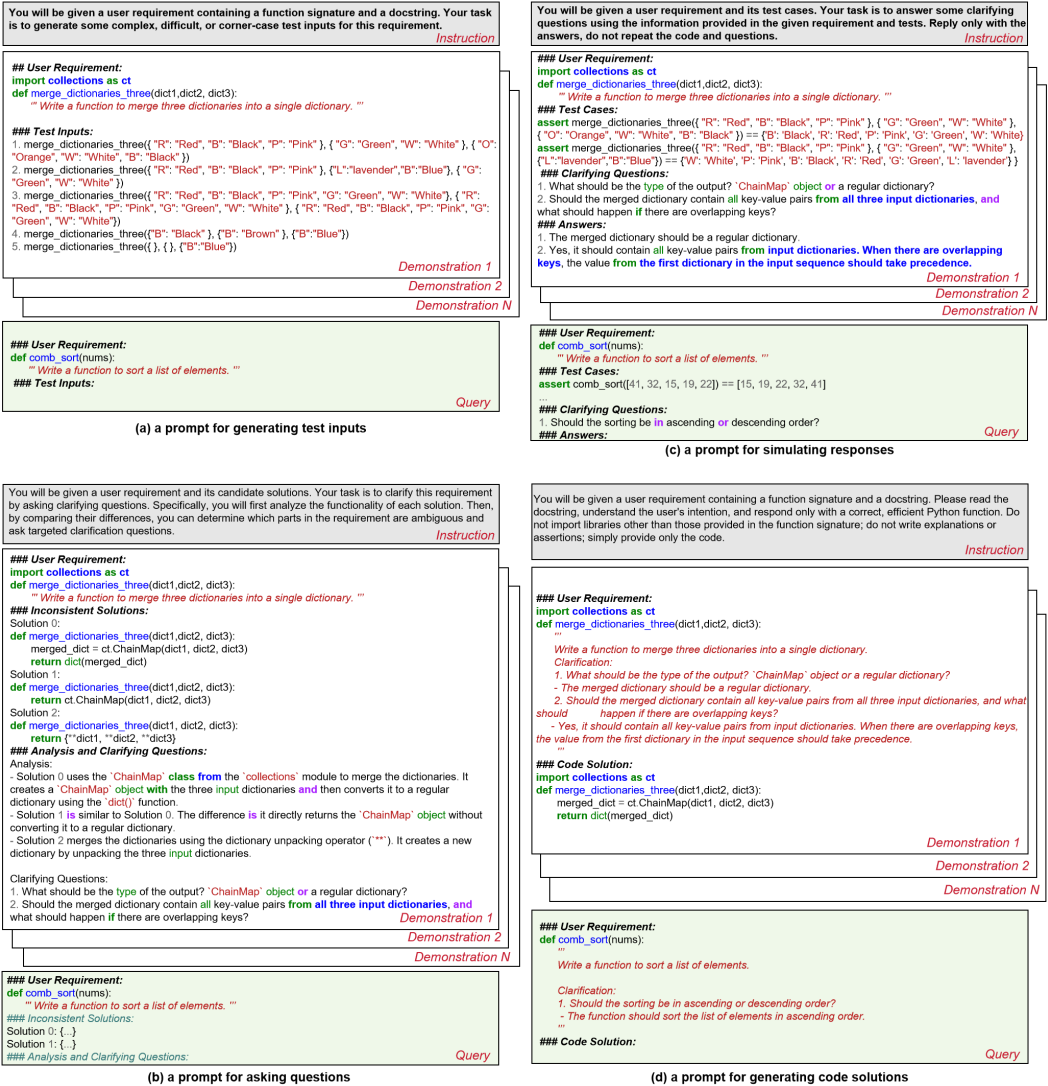 You will be given a user requirement containing a function signature and a docstring. Your task
is to generate some complex, difficult, or corner-case test inputs for this requirement.
Instruction
## User Requirement:
import collections as ct
def merge_dictionaries_three(dict1,dict2, dict3):
''' Write a function to merge three dictionaries into a single dictionary. '''
### Test Inputs:
1. merge_dictionaries_three({ "R": "Red", "B": "Black", "P": "Pink" }, { "G": "Green", "W": "White" }, { "O":
"Orange", "W": "White", "B": "Black" })
2. merge_dictionaries_three({ "R": "Red", "B": "Black", "P": "Pink" }, {"L":"lavender","B":"Blue"}, { "G":
"Green", "W": "White" })
3. merge_dictionaries_three({ "R": "Red", "B": "Black", "P": "Pink", "G": "Green", "W": "White"}, { "R":
"Red", "B": "Black", "P": "Pink", "G": "Green", "W": "White" }, { "R": "Red", "B": "Black", "P": "Pink", "G":
"Green", "W": "White"})
4. merge_dictionaries_three({"B": "Black" }, {"B": "Brown" }, {"B":"Blue"})
5. merge_dictionaries_three({ }, { }, {"B":"Blue"})
Demonstration 1
Demonstration 2
Demonstration N
### User Requirement:
def comb_sort(nums):
''' Write a function to sort a list of elements. '''
### Test Inputs:
Query
(a) a prompt for generating test inputs
You will be given a user requirement and its test cases. Your task is to answer some clarifying
questions using the information provided in the given requirement and tests. Reply only with the
answers, do not repeat the code and questions.
Instruction
### User Requirement:
import collections as ct
def merge_dictionaries_three(dict1,dict2, dict3):
''' Write a function to merge three dictionaries into a single dictionary. '''
### Test Cases:
assert merge_dictionaries_three({ "R": "Red", "B": "Black", "P": "Pink" }, { "G": "Green", "W": "White" },
{ "O": "Orange", "W": "White", "B": "Black" }) == {'B': 'Black', 'R': 'Red', 'P': 'Pink', 'G': 'Green', 'W': 'White}
assert merge_dictionaries_three({ "R": "Red", "B": "Black", "P": "Pink" }, { "G": "Green", "W": "White" },
{"L":"lavender","B":"Blue"}) == {'W': 'White', 'P': 'Pink', 'B': 'Black', 'R': 'Red', 'G': 'Green', 'L': 'lavender'} }
### Clarifying Questions:
1. What should be the type of the output? `ChainMap` object or a regular dictionary?
2. Should the merged dictionary contain all key-value pairs from all three input dictionaries, and
what should happen if there are overlapping keys?
### Answers:
1. The merged dictionary should be a regular dictionary.
2. Yes, it should contain all key-value pairs from input dictionaries. When there are overlapping
keys, the value from the first dictionary in the input sequence should take precedence.
Demonstration 1
Demonstration 2
Demonstration N
### User Requirement:
def comb_sort(nums):
''' Write a function to sort a list of elements. '''
### Test Cases:
assert comb_sort([41, 32, 15, 19, 22]) == [15, 19, 22, 32, 41]
...
### Clarifying Questions:
1. Should the sorting be in ascending or descending order?
### Answers:
Query
(c) a prompt for simulating responses
You will be given a user requirement and its candidate solutions. Your task is to clarify this requirement
by asking clarifying questions. Specifically, you will first analyze the functionality of each solution. Then,
by comparing their differences, you can determine which parts in the requirement are ambiguous and
ask targeted clarification questions.
Instruction
### User Requirement:
import collections as ct
def merge_dictionaries_three(dict1,dict2, dict3):
''' Write a function to merge three dictionaries into a single dictionary. '''
### Inconsistent Solutions:
Solution 0:
def merge_dictionaries_three(dict1,dict2, dict3):
merged_dict = ct.ChainMap(dict1, dict2, dict3)
return dict(merged_dict)
Solution 1:
def merge_dictionaries_three(dict1,dict2, dict3):
return ct.ChainMap(dict1, dict2, dict3)
Solution 2:
def merge_dictionaries_three(dict1,dict2, dict3):
return {**dict1, **dict2, **dict3}
### Analysis and Clarifying Questions:
Analysis:
- Solution 0 uses the `ChainMap` class from the `collections` module to merge the dictionaries. It
creates a `ChainMap` object with the three input dictionaries and then converts it to a regular
dictionary using the `dict()` function.
- Solution 1 is similar to Solution 0. The difference is it directly returns the `ChainMap` object without
converting it to a regular dictionary.
- Solution 2 merges the dictionaries using the dictionary unpacking operator (`**`). It creates a new
dictionary by unpacking the three input dictionaries.
Clarifying Questions:
1. What should be the type of the output? `ChainMap` object or a regular dictionary?
2. Should the merged dictionary contain all key-value pairs from all three input dictionaries, and
what should happen if there are overlapping keys?
Demonstration 1
Demonstration 2
Demonstration N
### User Requirement:
def comb_sort(nums):
''' Write a function to sort a list of elements. '''
### Inconsistent Solutions:
Solution 0: {...}
Solution 1: {...}
### Analysis and Clarifying Questions:
Query
(b) a prompt for asking questions
You will be given a user requirement containing a function signature and a docstring. Please read the
docstring, understand the user's intention, and respond only with a correct, efficient Python function. Do
not import libraries other than those provided in the function signature; do not write explanations or
assertions; simply provide only the code.
Instruction
### User Requirement:
import collections as ct
def merge_dictionaries_three(dict1,dict2, dict3):
'''
Write a function to merge three dictionaries into a single dictionary.
Clarification:
1. What should be the type of the output? `ChainMap` object or a regular dictionary?
- The merged dictionary should be a regular dictionary.
2. Should the merged dictionary contain all key-value pairs from all three input dictionaries, and what
should happen if there are overlapping keys?
- Yes, it should contain all key-value pairs from input dictionaries. When there are overlapping keys,
the value from the first dictionary in the input sequence should take precedence.
'''
### Code Solution:
import collections as ct
def merge_dictionaries_three(dict1,dict2, dict3):
merged_dict = ct.ChainMap(dict1, dict2, dict3)
return dict(merged_dict)
Demonstration 1
Demonstration 2
Demonstration N
### User Requirement:
def comb_sort(nums):
'''
Write a function to sort a list of elements.
Clarification:
1. Should the sorting be in ascending or descending order?
- The function should sort the list of elements in ascending order.
'''
### Code Solution:
Query
(d) a prompt for generating code solutions